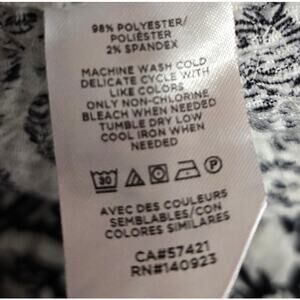 98% POLYESTER/
POLIÉSTER
2% SPANDEX
MACHINE WASH COLD
DELICATE CYCLE WITH
LIKE COLORS
ONLY NON-CHLORINE
BLEACH WHEN NEEDED
TUMBLE DRY LOW
COOL IRON WHEN
NEEDED
30
P
AVEC DES COULEURS
SEMBLABLES/CON
COLORES SIMILARES
CA#57421
RN#140923